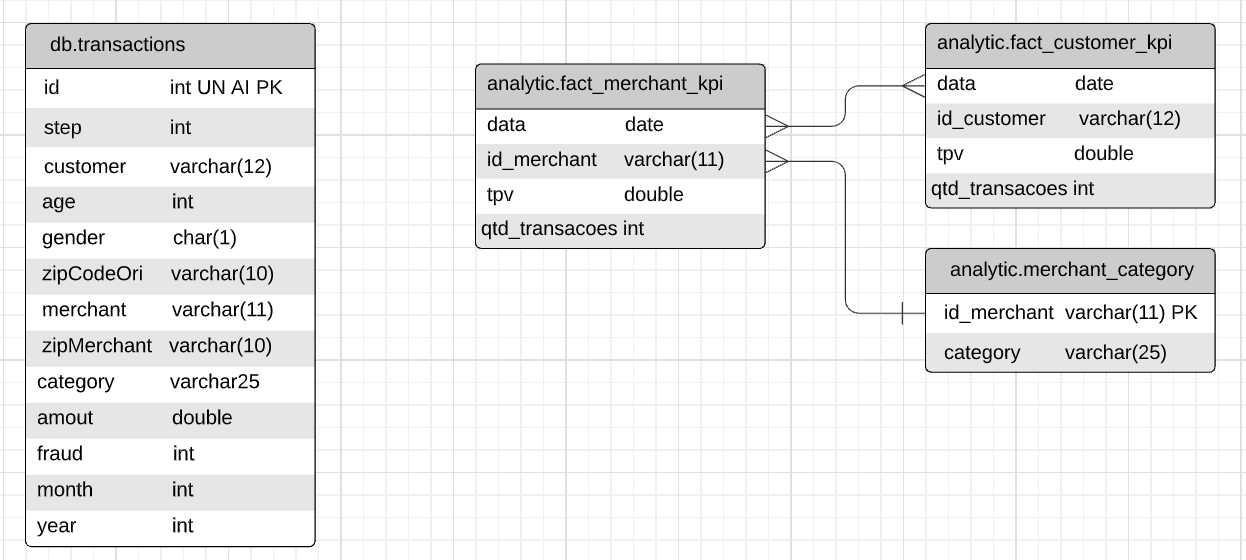 db.transactions
id int UN AI PK
step int
customer varchar(12)
age int
gender char(1)
zipCodeOri varchar(10)
merchant varchar(11)
zipMerchant varchar(10)
category varchar25
amout double
fraud int
month int
year int
analytic.fact_merchant_kpi
data date
id_merchant varchar(11)
tpv double
qtd_transacoes int
analytic.fact_customer_kpi
data date
id_customer varchar(12)
tpv double
qtd_transacoes int
analytic.merchant_category
id_merchant varchar(11) PK
category varchar(25)